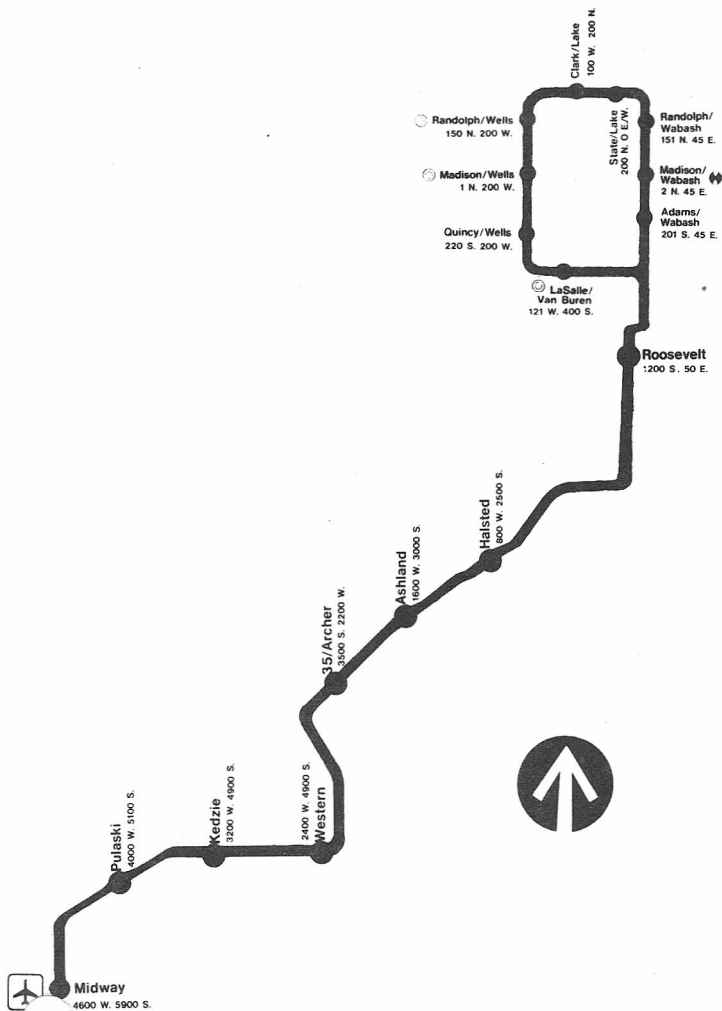 Clark/Lake
100 W. 200 N.
Randolph/Wells
150 N. 200 W.
State/Lake
200 N. O E./W.
Randolph/
Wabash
151 N. 45 E.
Madison/Wells
1 N. 200 W.
Madison/
Wabash
2 N. 45 E.
Adams/
Wabash
201 S. 45 E.
Quincy/Wells
220 S. 200 W.
LaSalle/
Van Buren
121 W. 400 S.
Roosevelt
1200 S. 50 E.
Halsted
800 W. 2500 S.
Ashland
1600 W. 3000 S.
35/Archer
3500 S. 2200 W.
Western
2400 W. 4900 S.
Kedzie
3200 W. 4900 S.
Pulaski
4000 W. 5100 S.
Midway
4600 W. 5900 S.